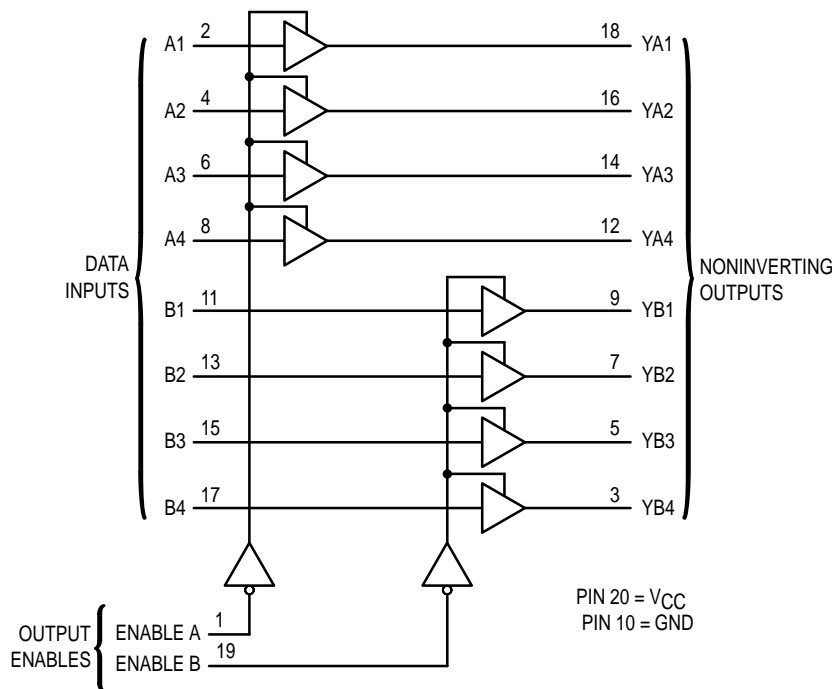 A1 2 18 YA1
A2 4 16 YA2
A3 6 14 YA3
A4 8 12 YA4
DATA
INPUTS
NONINVERTING
OUTPUTS
B1 11 9 YB1
B2 13 7 YB2
B3 15 5 YB3
B4 17 3 YB4
PIN 20 = VCC
PIN 10 = GND
OUTPUT
ENABLES
ENABLE A 1
ENABLE B 19